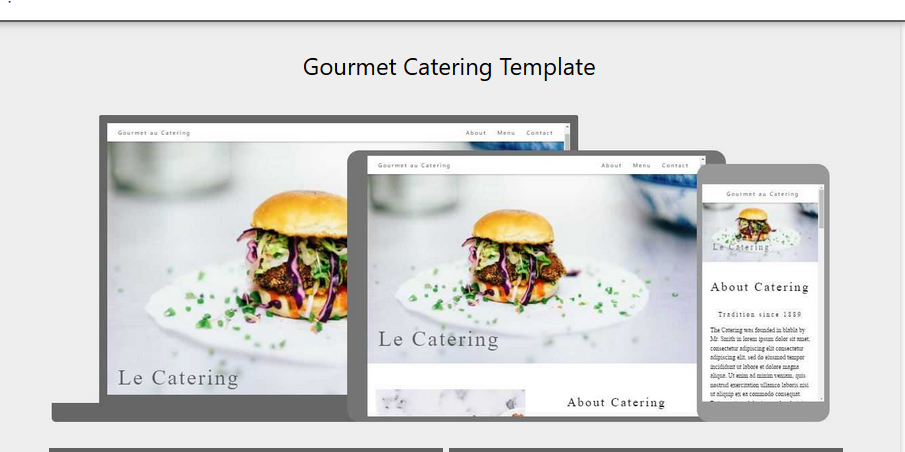 Gourmet Catering Template
Gourmet au Catering
About Menu Contact
Le Catering
Gourmet au Catering
About Menu Contact
Le Catering
About Catering
Gourmet au Catering
Le Catering
About Catering
Tradition since 1889
The Catering was founded in blabla by
Mr. Smith in lorem ipsum dolor sit amet,
consectetur adipiscing elit consectetur
adipiscing elit, sed do eiusmod tempor
incididunt ut labore et dolore magna
aliqua. Ut enim ad minim veniam, quis
nostrud exercitation ullamco laboris nisi
ut aliquip ex ea commodo consequat.